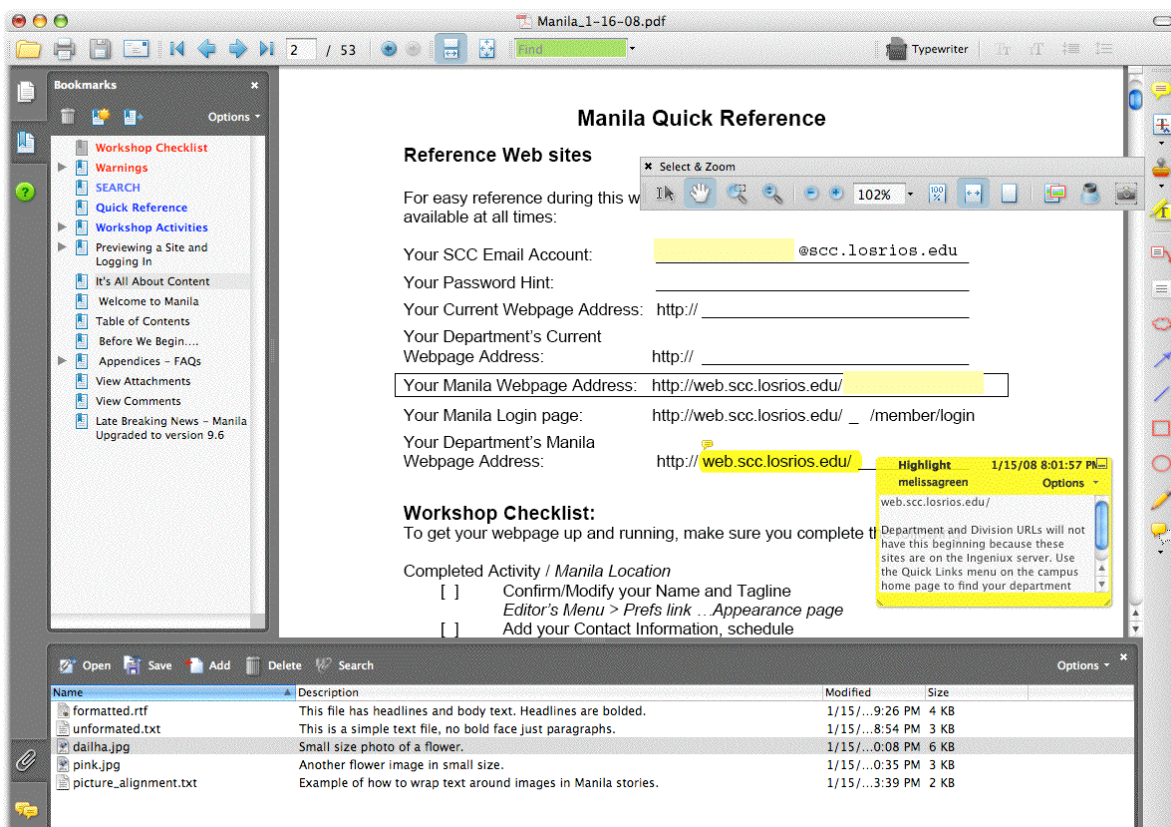 Manila_1-16-08.pdf
2 / 53
Find
Typewriter
Bookmarks
Options
Workshop Checklist
Warnings
SEARCH
Quick Reference
Workshop Activities
Previewing a Site and
Logging In
It's All About Content
Welcome to Manila
Table of Contents
Before We Begin....
Appendices – FAQs
View Attachments
View Comments
Late Breaking News – Manila
Upgraded to version 9.6
Manila Quick Reference
Reference Web sites
Select & Zoom
102%
100
%
For easy reference during this w
available at all times:
Your SCC Email Account: @scc.losrios.edu
Your Password Hint:
Your Current Webpage Address: http://
Your Department's Current
Webpage Address: http://
Your Manila Webpage Address: http://web.scc.losrios.edu/
Your Manila Login page: http://web.scc.losrios.edu/ _ /member/login
Your Department's Manila
Webpage Address: http:// web.scc.losrios.edu/
Highlight 1/15/08 8:01:57 PM
melissagreen Options
web.scc.losrios.edu/
Department and Division URLs will not
have this beginning because these
sites are on the Ingeniux server. Use
the Quick Links menu on the campus
home page to find your department
Workshop Checklist:
To get your webpage up and running, make sure you complete th
Completed Activity / Manila Location
[ ] Confirm/Modify your Name and Tagline
Editor's Menu > Prefs link ...Appearance page
[ ] Add your Contact Information, schedule
Open Save Add Delete Search Options
Name Description Modified Size
formatted.rtf This file has headlines and body text. Headlines are bolded. 1/15/...9:26 PM 4 KB
unformated.txt This is a simple text file, no bold face just paragraphs. 1/15/...8:54 PM 3 KB
dailha.jpg Small size photo of a flower. 1/15/...0:08 PM 6 KB
pink.jpg Another flower image in small size. 1/15/...0:35 PM 3 KB
picture_alignment.txt Example of how to wrap text around images in Manila stories. 1/15/...3:39 PM 2 KB